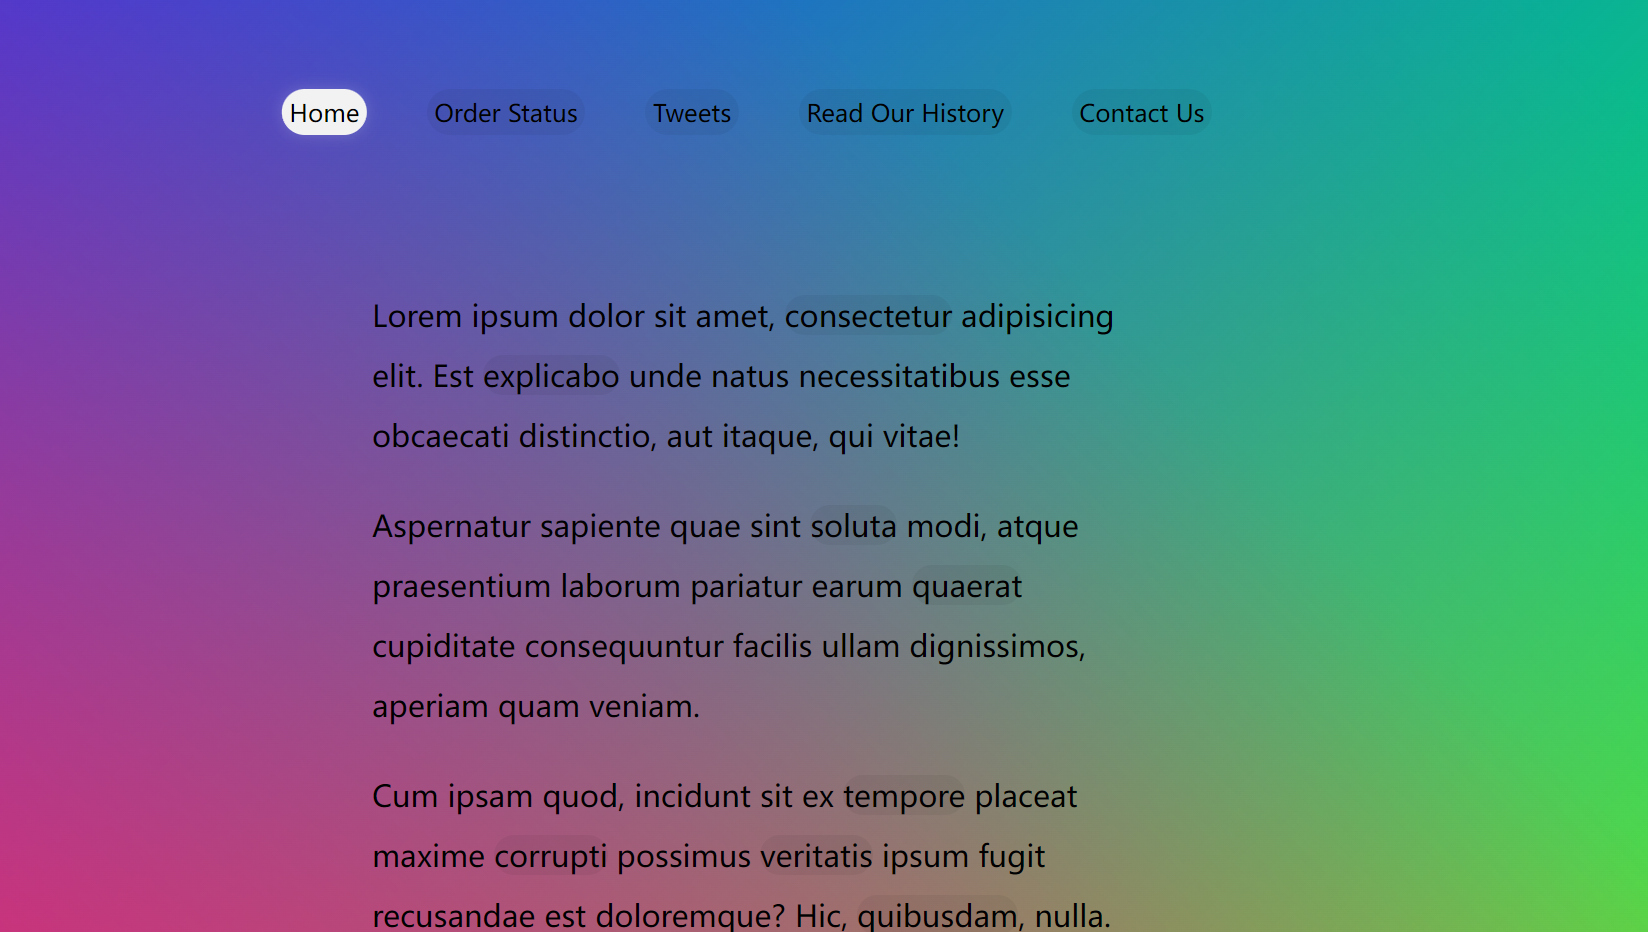 Home Order Status Tweets Read Our History Contact Us
Lorem ipsum dolor sit amet, consectetur adipisicing
elit. Est explicabo unde natus necessitatibus esse
obcaecati distinctio, aut itaque, qui vitae!
Aspernatur sapiente quae sint soluta modi, atque
praesentium laborum pariatur earum quaerat
cupiditate consequuntur facilis ullam dignissimos,
aperiam quam veniam.
Cum ipsam quod, incidunt sit ex tempore placeat
maxime corrupti possimus veritatis ipsum fugit
recusandae est doloremque? Hic, quibusdam, nulla.